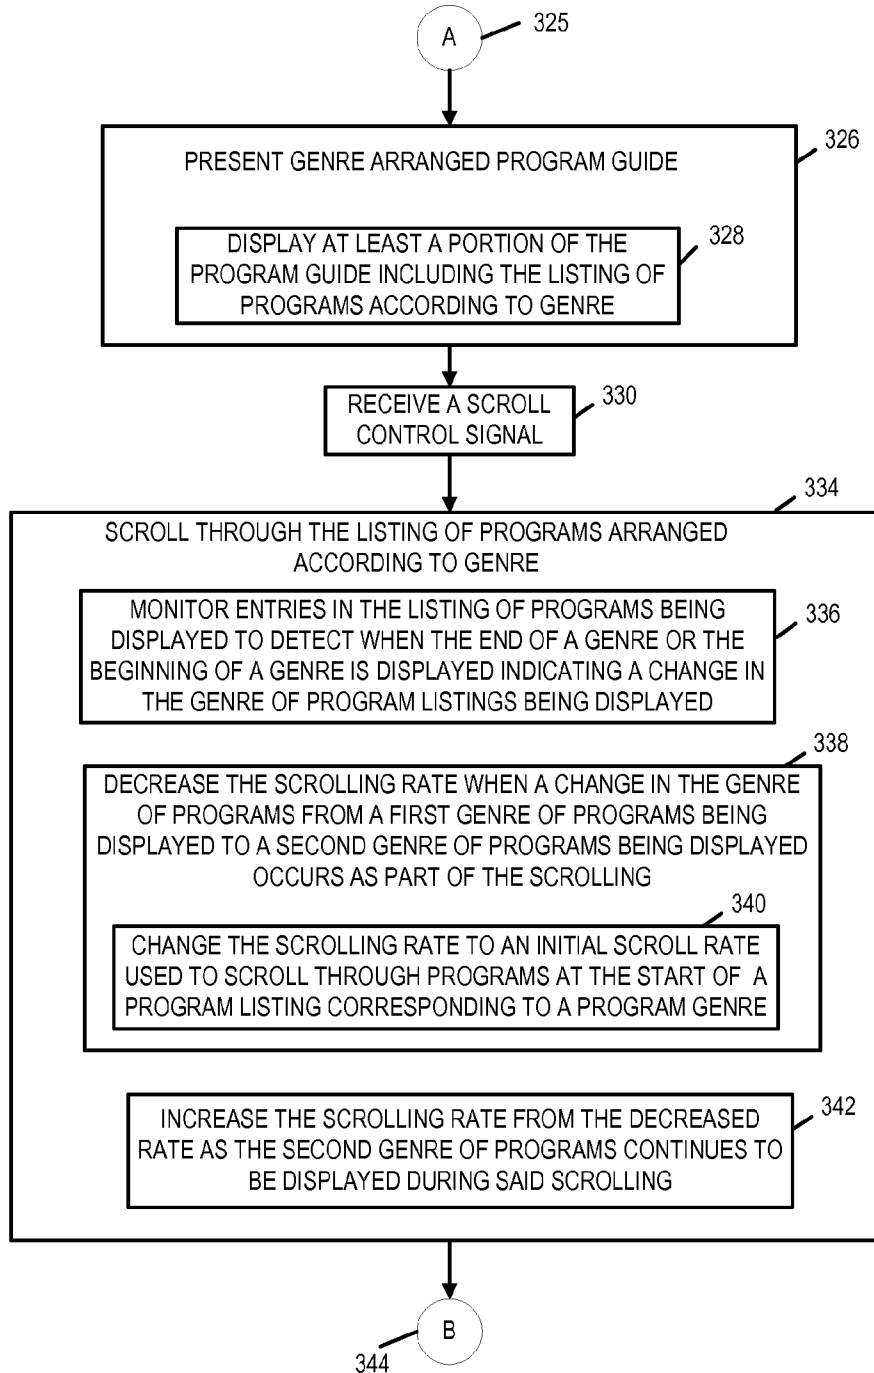 A
325
326
PRESENT GENRE ARRANGED PROGRAM GUIDE
328
DISPLAY AT LEAST A PORTION OF THE
PROGRAM GUIDE INCLUDING THE LISTING OF
PROGRAMS ACCORDING TO GENRE
330
RECEIVE A SCROLL
CONTROL SIGNAL
334
SCROLL THROUGH THE LISTING OF PROGRAMS ARRANGED
ACCORDING TO GENRE
336
MONITOR ENTRIES IN THE LISTING OF PROGRAMS BEING
DISPLAYED TO DETECT WHEN THE END OF A GENRE OR THE
BEGINNING OF A GENRE IS DISPLAYED INDICATING A CHANGE IN
THE GENRE OF PROGRAM LISTINGS BEING DISPLAYED
338
DECREASE THE SCROLLING RATE WHEN A CHANGE IN THE GENRE
OF PROGRAMS FROM A FIRST GENRE OF PROGRAMS BEING
DISPLAYED TO A SECOND GENRE OF PROGRAMS BEING DISPLAYED
OCCURS AS PART OF THE SCROLLING
340
CHANGE THE SCROLLING RATE TO AN INITIAL SCROLL RATE
USED TO SCROLL THROUGH PROGRAMS AT THE START OF A
PROGRAM LISTING CORRESPONDING TO A PROGRAM GENRE
342
INCREASE THE SCROLLING RATE FROM THE DECREASED
RATE AS THE SECOND GENRE OF PROGRAMS CONTINUES TO
BE DISPLAYED DURING SAID SCROLLING
B
344